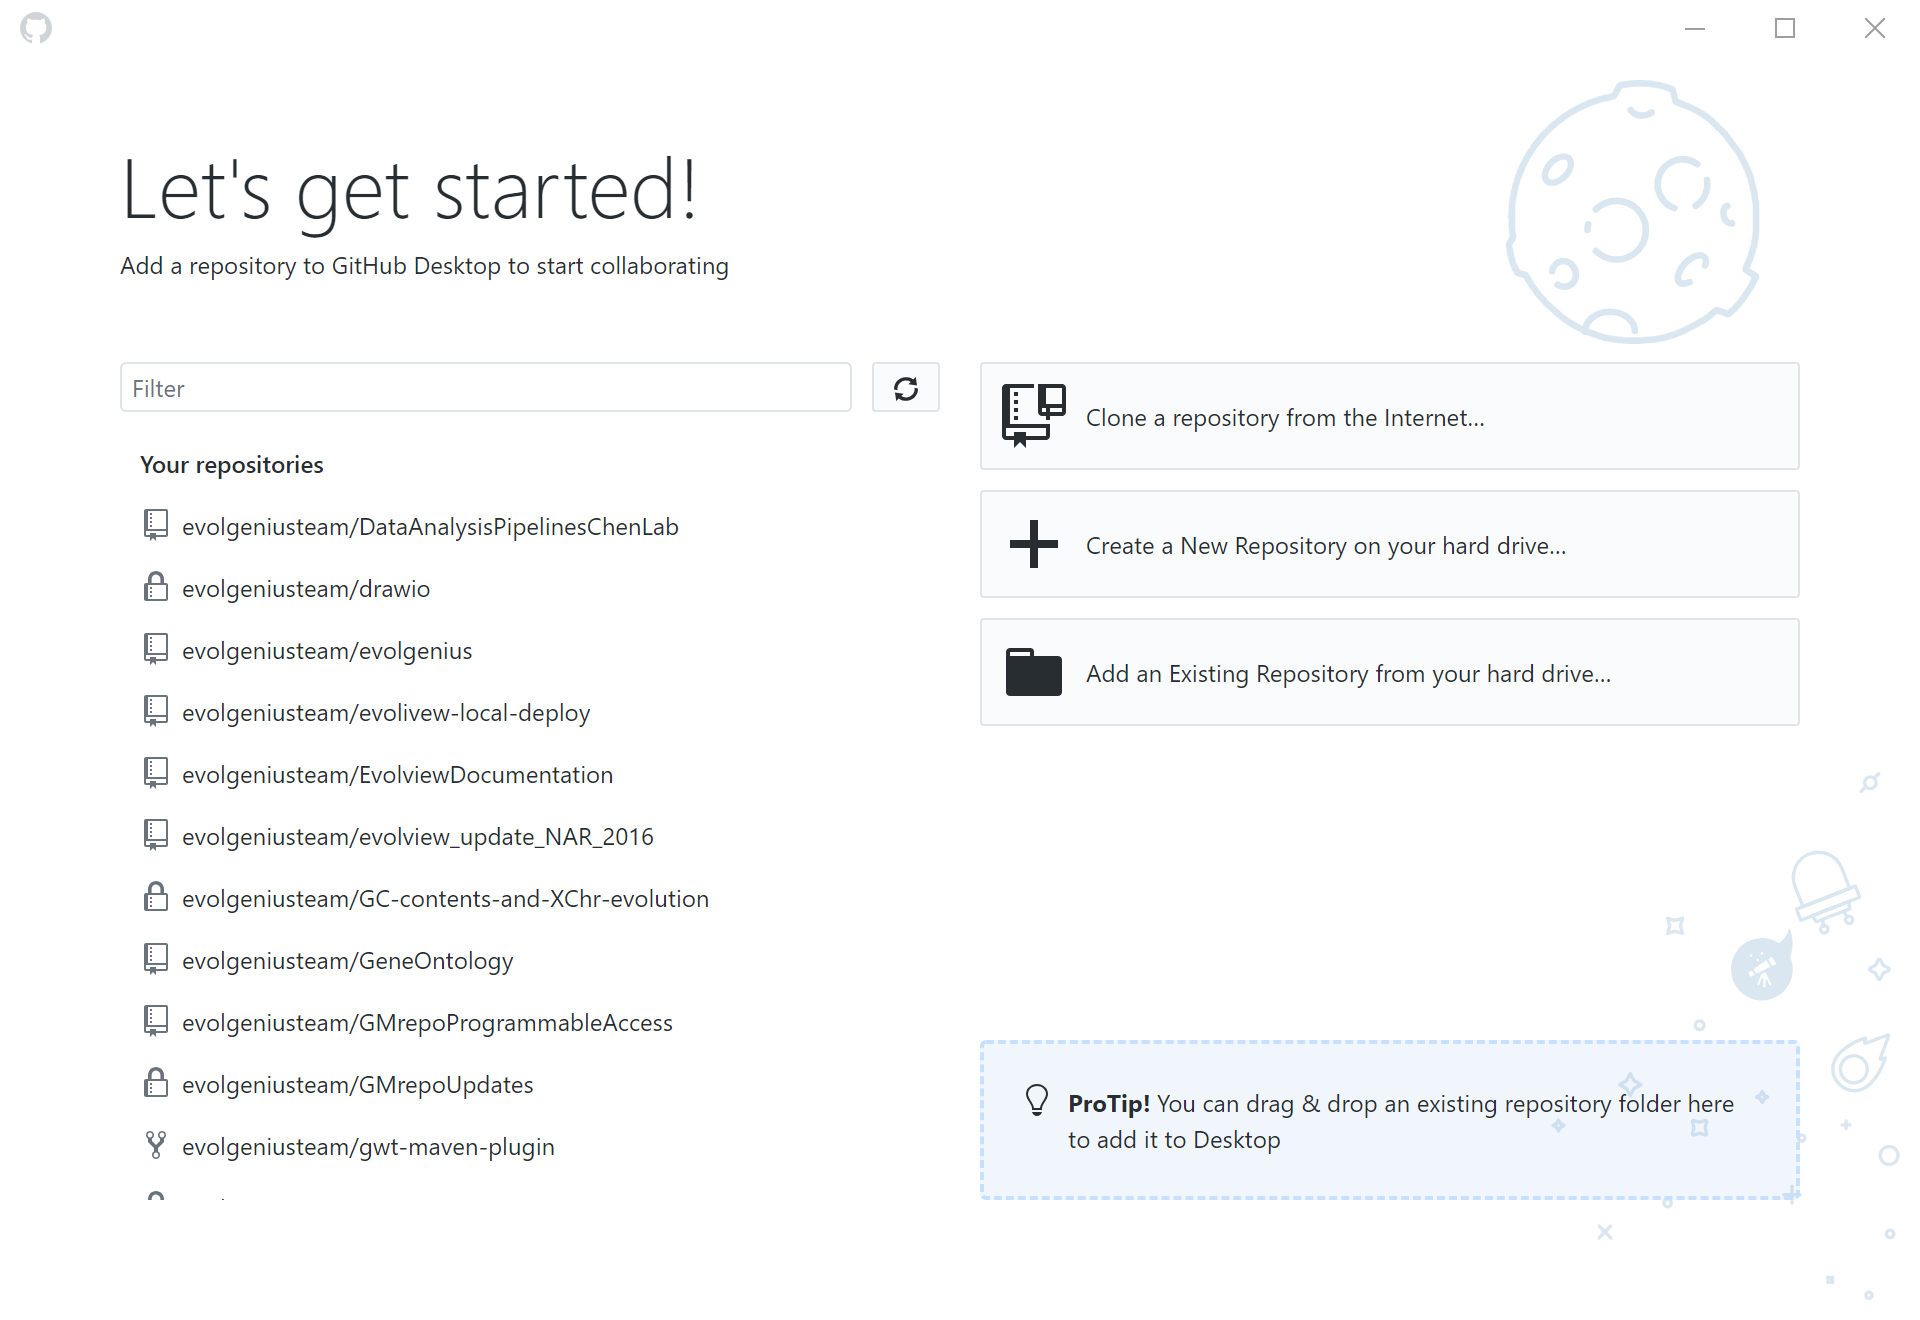 Let's get started!
Add a repository to GitHub Desktop to start collaborating
Filter
Your repositories
evolgeniusteam/DataAnalysisPipelinesChenLab
evolgeniusteam/drawio
evolgeniusteam/evolgenius
evolgeniusteam/evolivew-local-deploy
evolgeniusteam/EvolviewDocumentation
evolgeniusteam/evolview_update_NAR_2016
evolgeniusteam/GC-contents-and-XChr-evolution
evolgeniusteam/GeneOntology
evolgeniusteam/GMrepoProgrammableAccess
evolgeniusteam/GMrepoUpdates
evolgeniusteam/gwt-maven-plugin
Clone a repository from the Internet...
Create a New Repository on your hard drive...
Add an Existing Repository from your hard drive...
ProTip! You can drag & drop an existing repository folder here
to add it to Desktop